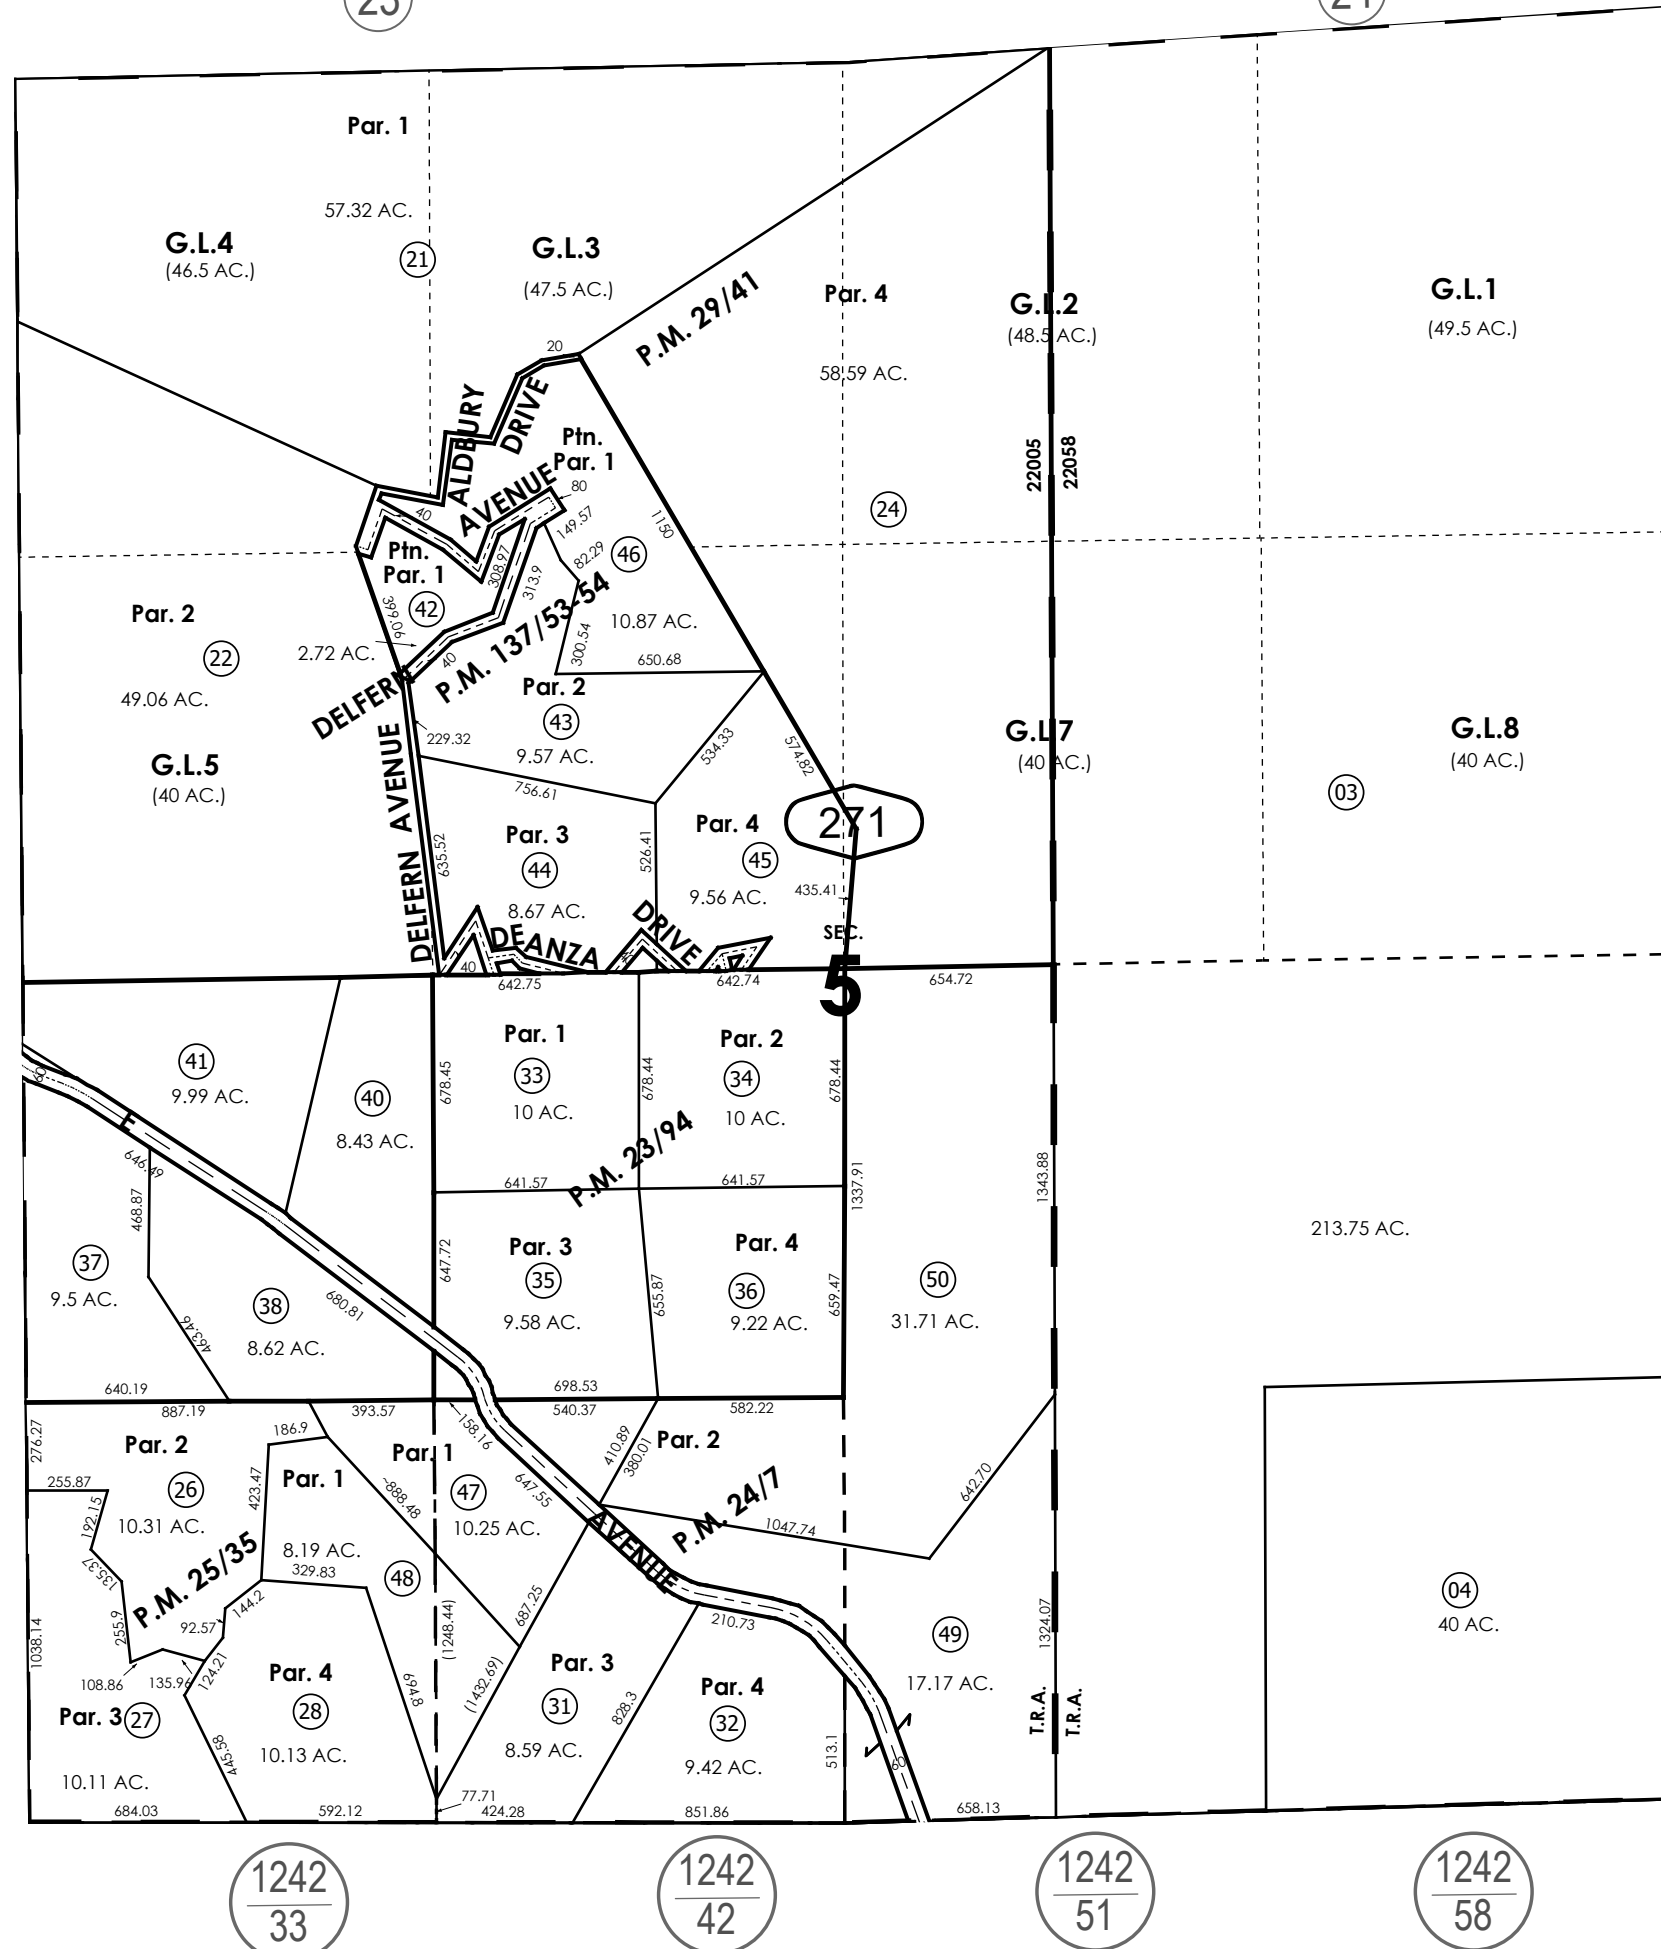 Par. 1
57.32 AC.
G.L.4
(46.5 AC.)
21
G.L.3
(47.5 AC.)
P.M. 29/41
Par. 4
58.59 AC.
G.L.2
(48.5 AC.)
G.L.1
(49.5 AC.)
22005
22058
24
20
ALDBURY
DRIVE
AVENUE
40
Ptn.
Par. 1
80
149.57
82.29
46
10.87 AC.
1150
Ptn.
Par. 1
42
308.97
313.9
399.06
2.72 AC.
40
300.54
650.68
P.M. 137/53-54
DELFERN
Par. 2
22
49.06 AC.
G.L.5
(40 AC.)
DELFERN AVENUE
229.32
Par. 2
43
9.57 AC.
756.61
534.33
574.82
G.L.7
(40 AC.)
G.L.8
(40 AC.)
03
271
Par. 3
44
8.67 AC.
635.52
526.41
Par. 4
45
9.56 AC.
435.41
SEC.
5
DEANZA
DRIVE
40
642.75
642.74
654.72
41
9.99 AC.
40
8.43 AC.
60
E
646.49
Par. 1
33
10 AC.
678.45
678.44
Par. 2
34
10 AC.
678.44
P.M. 23/94
641.57
641.57
1337.91
1343.88
213.75 AC.
468.87
37
9.5 AC.
463.46
38
8.62 AC.
680.81
647.72
Par. 3
35
9.58 AC.
655.87
Par. 4
36
9.22 AC.
659.47
50
31.71 AC.
640.19
698.53
887.19
393.57
540.37
582.22
276.27
Par. 2
26
10.31 AC.
186.9
255.87
192.15
135.37
255.9
423.47
Par. 1
8.19 AC.
329.83
48
P.M. 25/35
Par. 1
47
10.25 AC.
158.16
~888.48
647.55
410.89
380.01
Par. 2
P.M. 24/7
1047.74
642.70
AVENUE
1038.14
108.86
135.96
92.57
144.2
124.21
Par. 3
27
10.11 AC.
445.58
Par. 4
28
10.13 AC.
694.8
(1248.44)
687.25
(1432.69)
Par. 3
31
8.59 AC.
828.3
210.73
Par. 4
32
9.42 AC.
513.1
49
17.17 AC.
60
1324.07
T.R.A.
T.R.A.
04
40 AC.
684.03
592.12
77.71
424.28
851.86
658.13
1242
33
1242
42
1242
51
1242
58